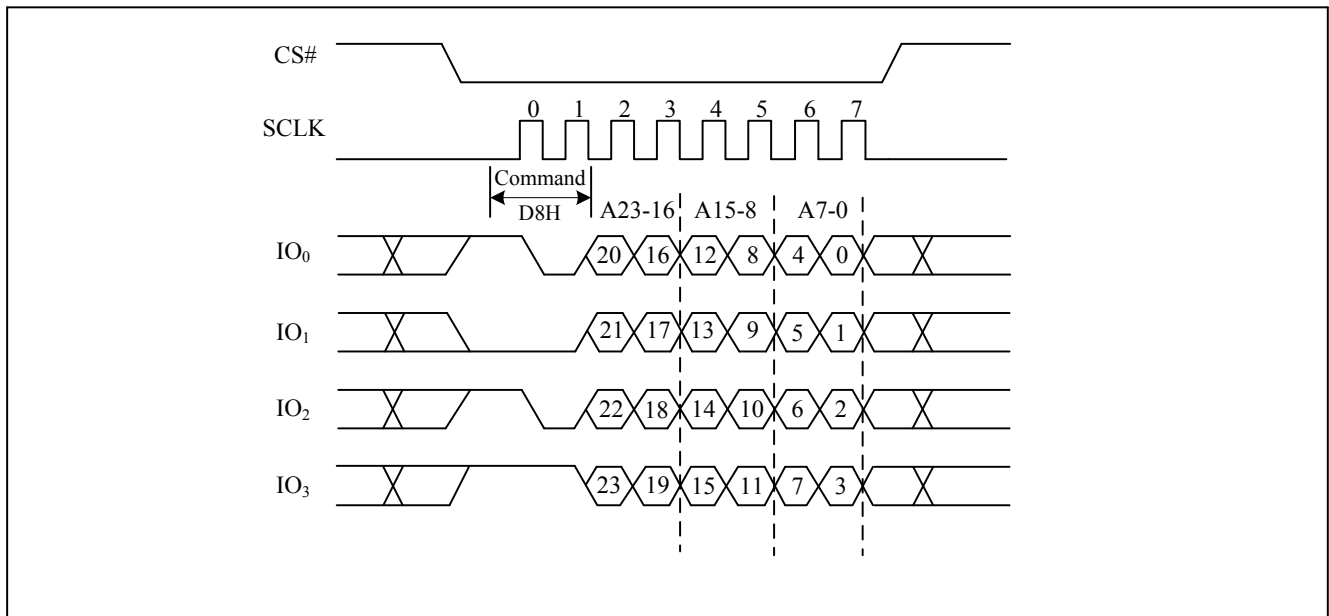 CS#
0 1 2 3 4 5 6 7
SCLK
Command
D8H
A23-16 A15-8 A7-0
IO₀ 20 16 12 8 4 0
IO₁ 21 17 13 9 5 1
IO₂ 22 18 14 10 6 2
IO₃ 23 19 15 11 7 3